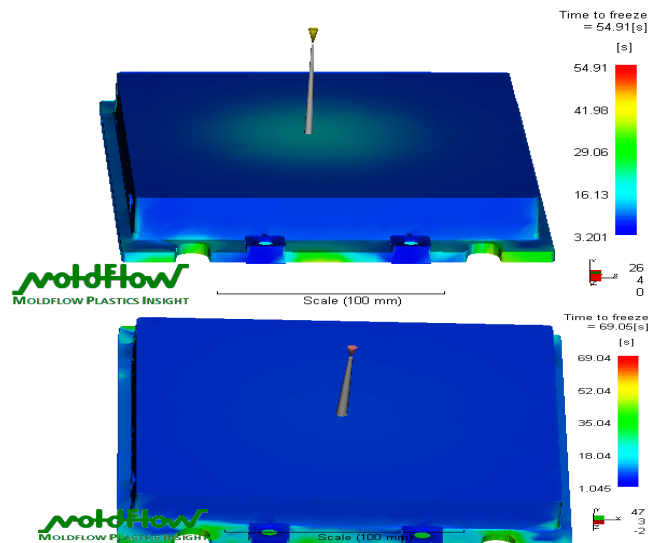 Time to freeze
= 54.91[s]
[s]
54.91
41.98
29.06
16.13
3.201
moldflow
MOLDFLOW PLASTICS INSIGHT
Scale (100 mm)
26
4
0
Time to freeze
= 69.05[s]
[s]
69.04
52.04
35.04
18.04
1.045
moldflow
MOLDFLOW PLASTICS INSIGHT
Scale (100 mm)
47
3
-2